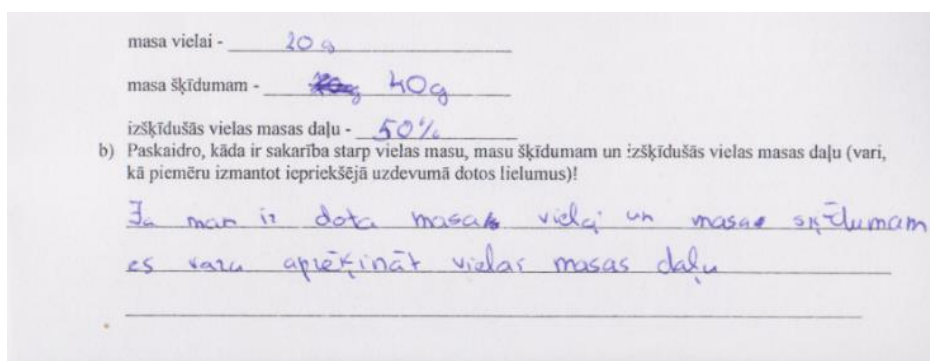 masa vielai - 20 g
masa šķīdumam - 40g
izšķīdušās vielas masas daļu - 50%
b) Paskaidro, kāda ir sakarība starp vielas masu, masu šķīdumam un izšķīdušās vielas masas daļu (vari,
kā piemēru izmantot iepriekšējā uzdevumā dotos lielumus)!
Ja man ir dota masa vielai un masa sķīdumam
es varu aprēķināt vielas masas daļu